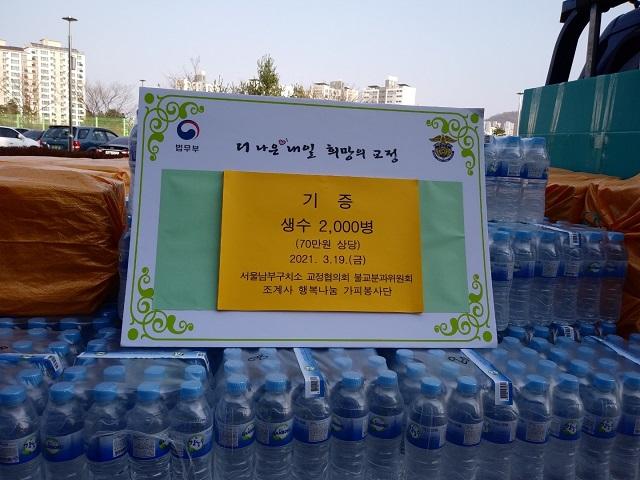 법무부
더 나은 내일 희망의 교정
기 증
생수 2,000병
(70만원 상당)
2021. 3.19.(금)
서울남부구치소 교정협의회 불교분과위원회
조계사 행복나눔 가피봉사단